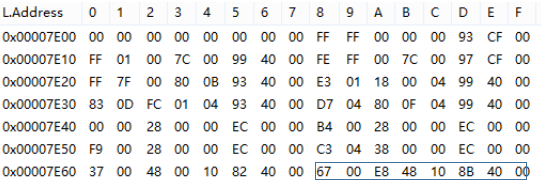 L.Address 0 1 2 3 4 5 6 7 8 9 A B C D E F
0x00007E00 00 00 00 00 00 00 00 00 FF FF 00 00 00 93 CF 00
0x00007E10 FF 01 00 7C 00 99 40 00 FE FF 00 7C 00 97 CF 00
0x00007E20 FF 7F 00 80 0B 93 40 00 E3 01 18 00 04 99 40 00
0x00007E30 83 0D FC 01 04 93 40 00 D7 04 80 0F 04 99 40 00
0x00007E40 00 00 28 00 00 EC 00 00 B4 00 28 00 00 EC 00 00
0x00007E50 F9 00 28 00 00 EC 00 00 C3 04 38 00 00 EC 00 00
0x00007E60 37 00 48 00 10 82 40 00 67 00 E8 48 10 8B 40 00